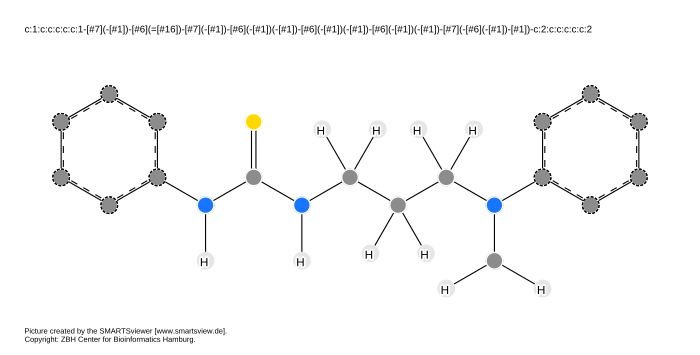 c:1:c:c:c:c:c:1-[#7](-[#1])-[#6](=[#16])-[#7](-[#1])-[#6](-[#1])(-[#1])-[#6](-[#1])(-[#1])-[#6](-[#1])(-[#1])-[#7](-[#6](-[#1])-[#1])-c:2:c:c:c:c:c:2
H H H H
H H
H H
H H
Picture created by the SMARTSviewer [www.smartsview.de].
Copyright: ZBH Center for Bioinformatics Hamburg.